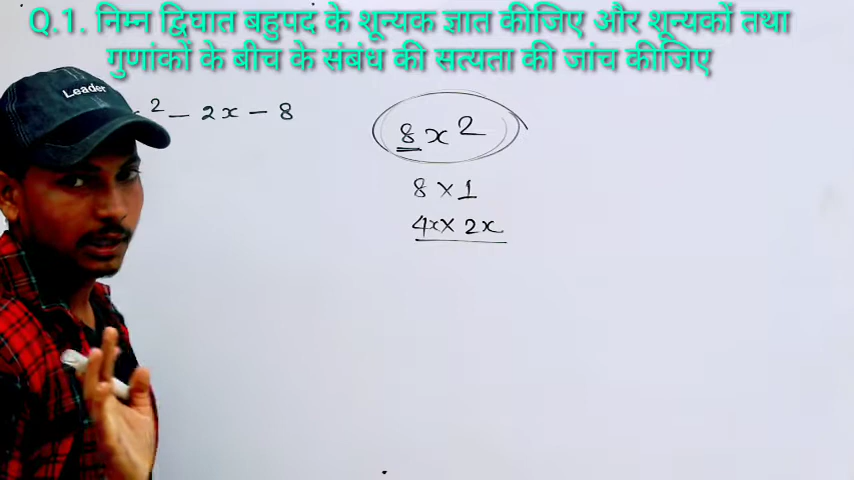 Q.1. निम्न द्विघात बहुपद के शून्यक ज्ञात कीजिए और शून्यकों तथा
गुणांकों के बीच के संबंध की सत्यता की जांच कीजिए
Leader
² - 2x - 8
8x²
8 × 1
4x × 2x